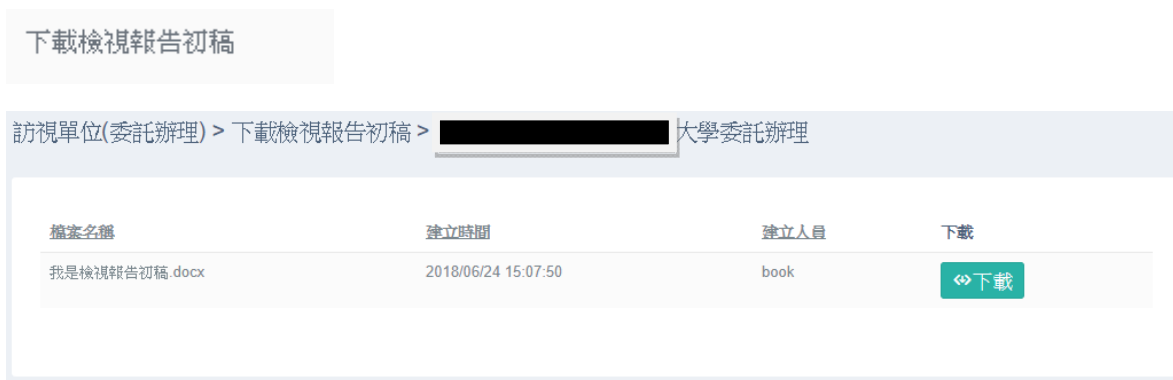 下載檢視報告初稿
訪視單位(委託辦理) > 下載檢視報告初稿 > 大學委託辦理
檔案名稱 建立時間 建立人員 下載
我是檢視報告初稿.docx 2018/06/24 15:07:50 book 下載